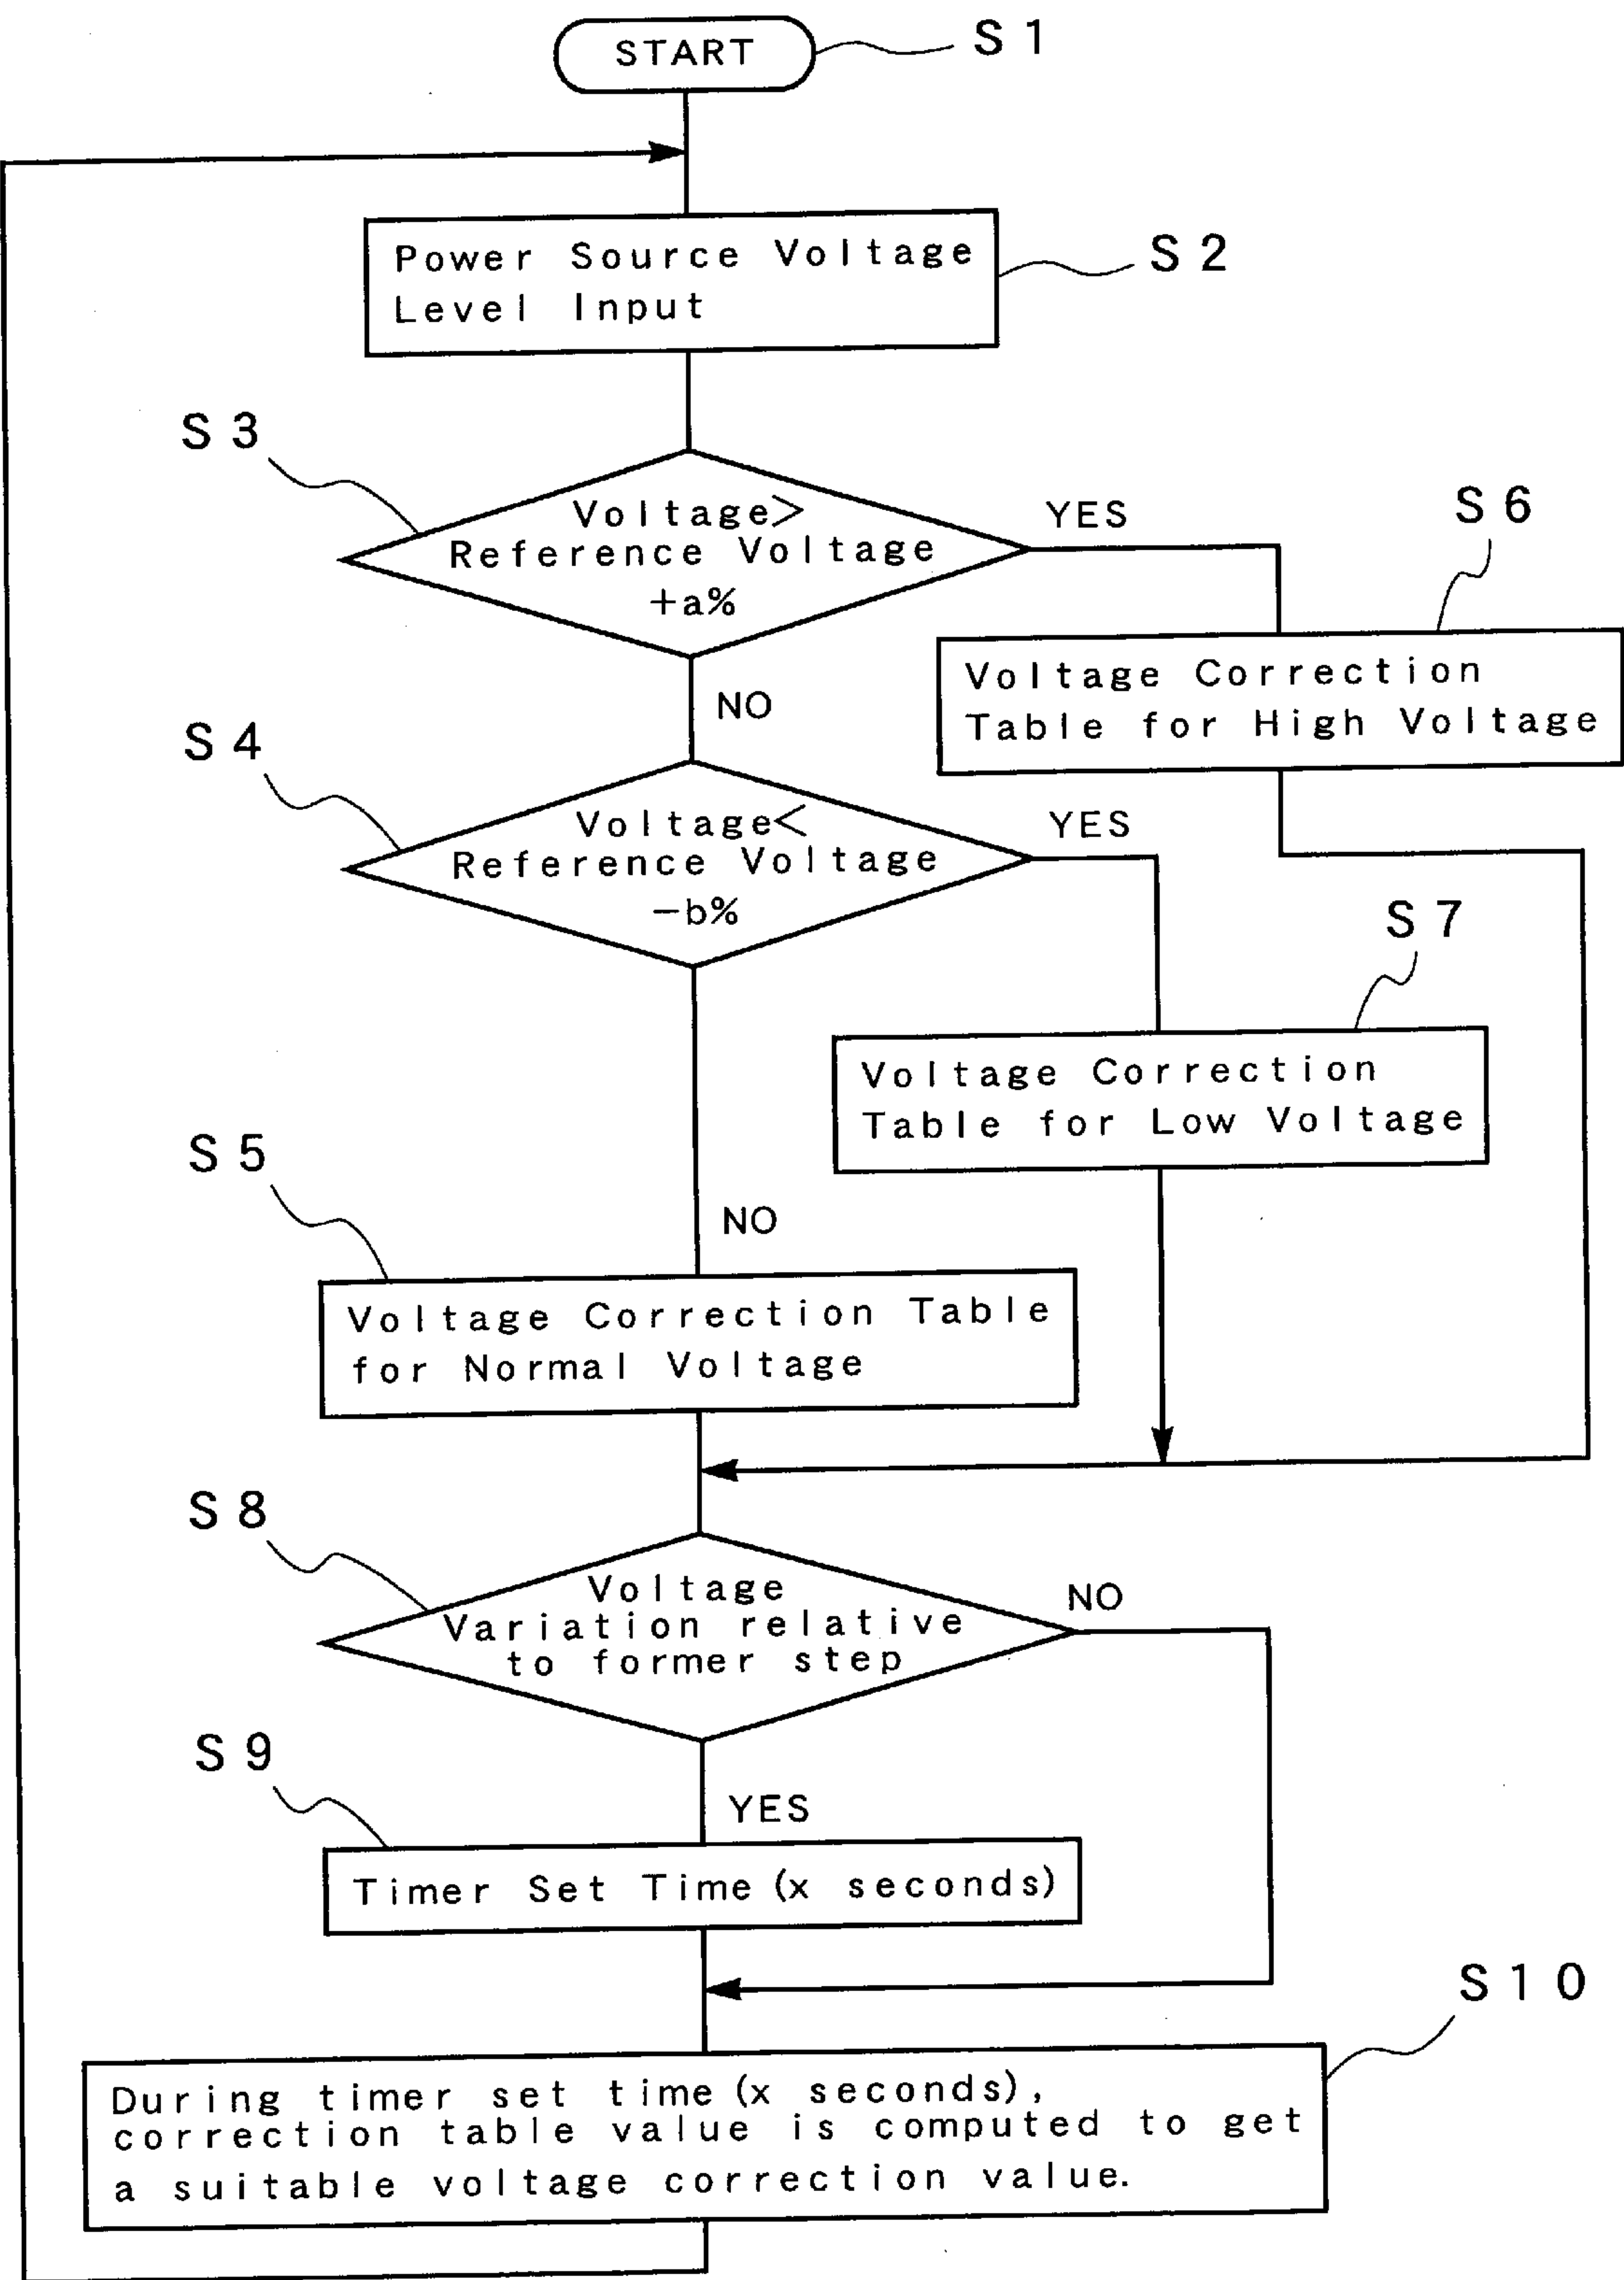 START
S1
Power Source Voltage
Level Input
S2
S3
Voltage>
Reference Voltage
+a%
YES
S6
Voltage Correction
Table for High Voltage
NO
S4
Voltage<
Reference Voltage
−b%
YES
S7
Voltage Correction
Table for Low Voltage
S5
NO
Voltage Correction Table
for Normal Voltage
S8
Voltage
Variation relative
to former step
NO
S9
YES
Timer Set Time (x seconds)
S10
During timer set time (x seconds),
correction table value is computed to get
a suitable voltage correction value.